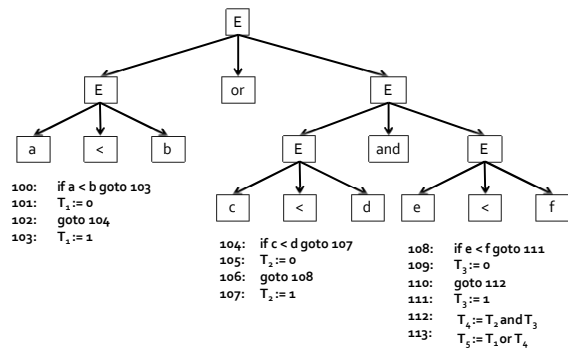 E
E
or
E
a
<
b
E
and
E
c
<
d
e
<
f
100: if a < b goto 103
101: T₁ := 0
102: goto 104
103: T₁ := 1
104: if c < d goto 107
105: T₂ := 0
106: goto 108
107: T₂ := 1
108: if e < f goto 111
109: T₃ := 0
110: goto 112
111: T₃ := 1
112: T₄ := T₂ and T₃
113: T₅ := T₁ or T₄